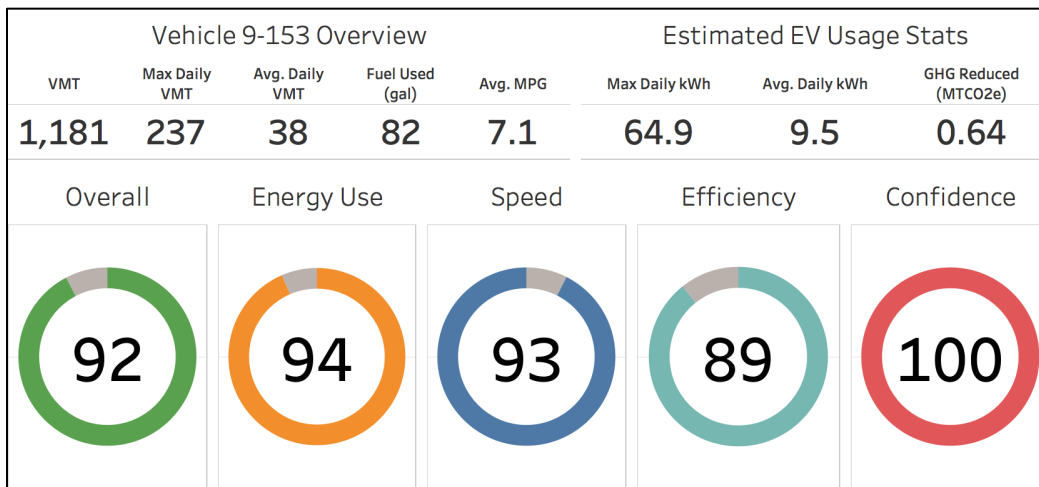 Vehicle 9-153 Overview
Estimated EV Usage Stats
VMT
Max Daily
VMT
Avg. Daily
VMT
Fuel Used
(gal)
Avg. MPG
Max Daily kWh
Avg. Daily kWh
GHG Reduced
(MTCO2e)
1,181
237
38
82
7.1
64.9
9.5
0.64
Overall
Energy Use
Speed
Efficiency
Confidence
92
94
93
89
100